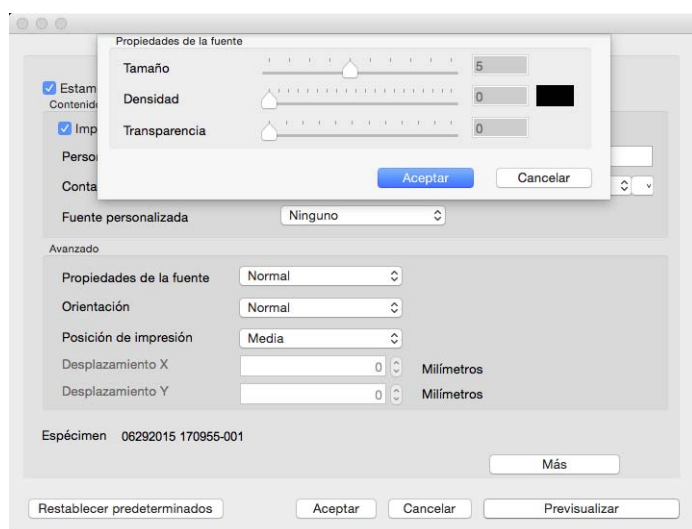 Propiedades de la fuente
Tamaño 5
Densidad 0
Transparencia 0
Aceptar Cancelar
Estam
Contenido
Imp
Perso
Conta
Fuente personalizada Ninguno
Avanzado
Propiedades de la fuente Normal
Orientación Normal
Posición de impresión Media
Desplazamiento X 0 Milímetros
Desplazamiento Y 0 Milímetros
Espécimen 06292015 170955-001
Más
Restablecer predeterminados Aceptar Cancelar Previsualizar